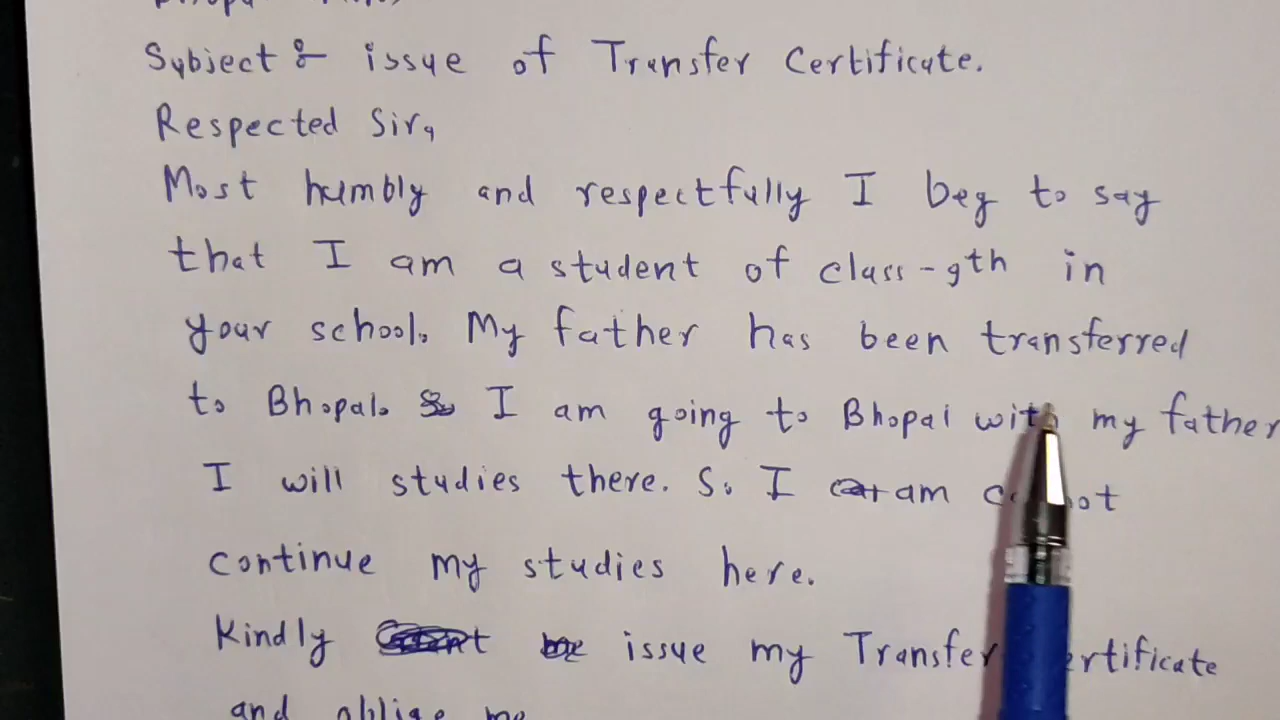 Subject :- issue of Transfer Certificate.
Respected Sir,
Most humbly and respectfully I beg to say
that I am a student of class-9th in
your school. My father has been transferred
to Bhopal. I am going to Bhopal with my father
I will studies there. So I am
continue my studies here.
Kindly issue my Transfer
and oblige me